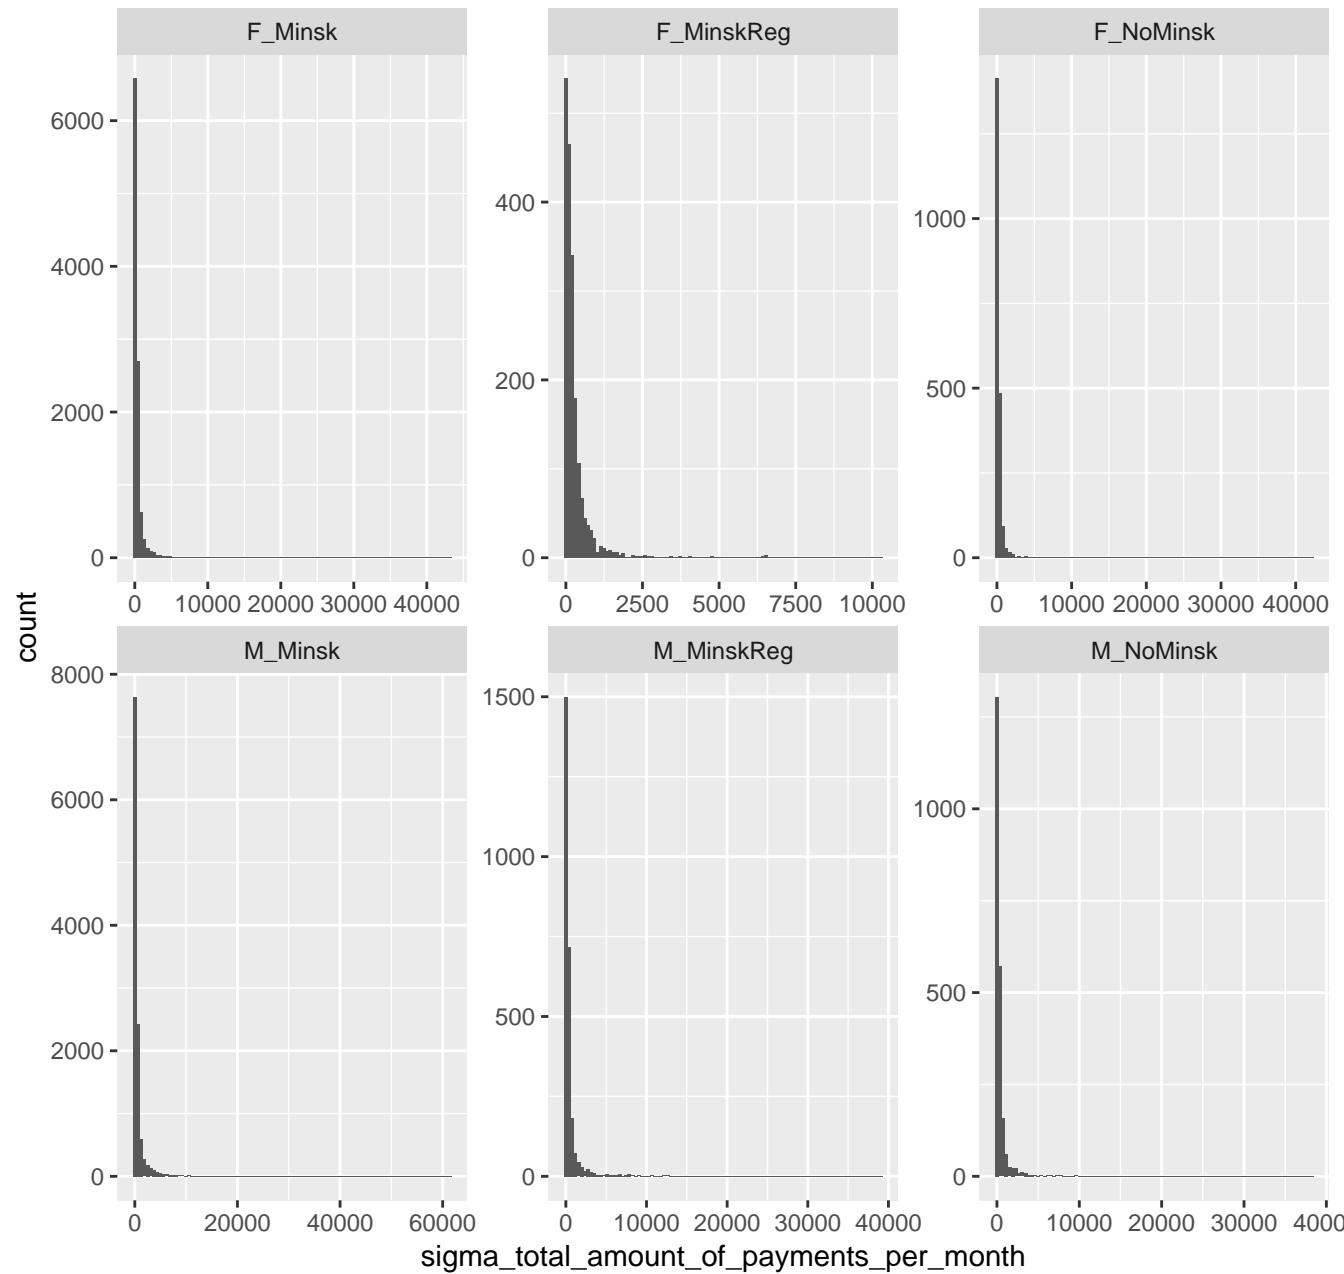 F_Minsk F_MinskReg F_NoMinsk
6000
4000
2000
0
400
200
0
1000
500
0
0 10000 20000 30000 40000
0 2500 5000 7500 10000
0 10000 20000 30000 40000
count
M_Minsk M_MinskReg M_NoMinsk
8000
6000
4000
2000
0
1500
1000
500
0
1000
500
0
0 20000 40000 60000
0 10000 20000 30000 40000
0 10000 20000 30000 4000
sigma_total_amount_of_payments_per_month